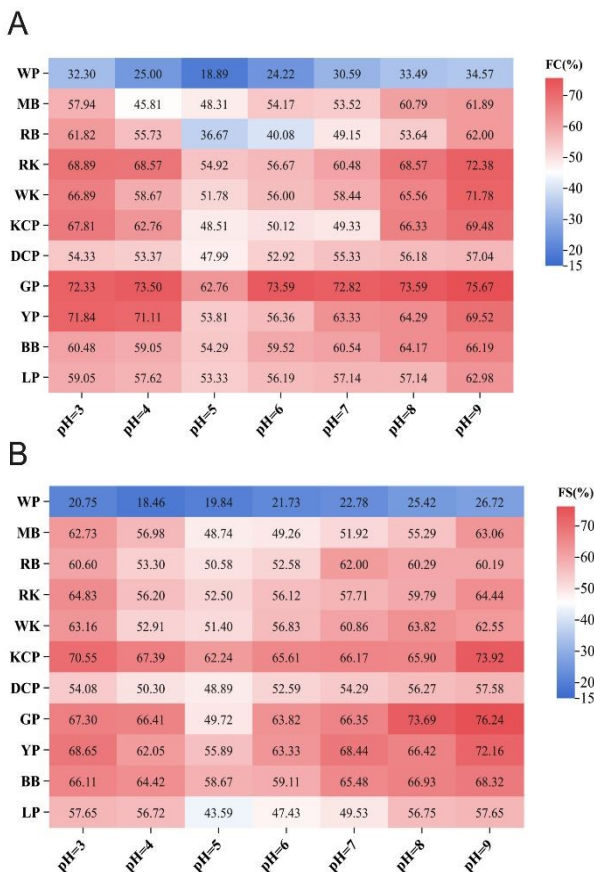 A
FC(%)
WP 32.30 25.00 18.89 24.22 30.59 33.49 34.57
MB 57.94 45.81 48.31 54.17 53.52 60.79 61.89
RB 61.82 55.73 36.67 40.08 49.15 53.64 62.00
RK 68.89 68.57 54.92 56.67 60.48 68.57 72.38
WK 66.89 58.67 51.78 56.00 58.44 65.56 71.78
KCP 67.81 62.76 48.51 50.12 49.33 66.33 69.48
DCP 54.33 53.37 47.99 52.92 55.33 56.18 57.04
GP 72.33 73.50 62.76 73.59 72.82 73.59 75.67
YP 71.84 71.11 53.81 56.36 63.33 64.29 69.52
BB 60.48 59.05 54.29 59.52 60.54 64.17 66.19
LP 59.05 57.62 53.33 56.19 57.14 57.14 62.98
pH=3 pH=4 pH=5 pH=6 pH=7 pH=8 pH=9
70
60
50
40
30
20
15
B
FS(%)
WP 20.75 18.46 19.84 21.73 22.78 25.42 26.72
MB 62.73 56.98 48.74 49.26 51.92 55.29 63.06
RB 60.60 53.30 50.58 52.58 62.00 60.29 60.19
RK 64.83 56.20 52.50 56.12 57.71 59.79 64.44
WK 63.16 52.91 51.40 56.83 60.86 63.82 62.55
KCP 70.55 67.39 62.24 65.61 66.17 65.90 73.92
DCP 54.08 50.30 48.89 52.59 54.29 56.27 57.58
GP 67.30 66.41 49.72 63.82 66.35 73.69 76.24
YP 68.65 62.05 55.89 63.33 68.44 66.42 72.16
BB 66.11 64.42 58.67 59.11 65.48 66.93 68.32
LP 57.65 56.72 43.59 47.43 49.53 56.75 57.65
pH=3 pH=4 pH=5 pH=6 pH=7 pH=8 pH=9
70
60
50
40
30
20
15